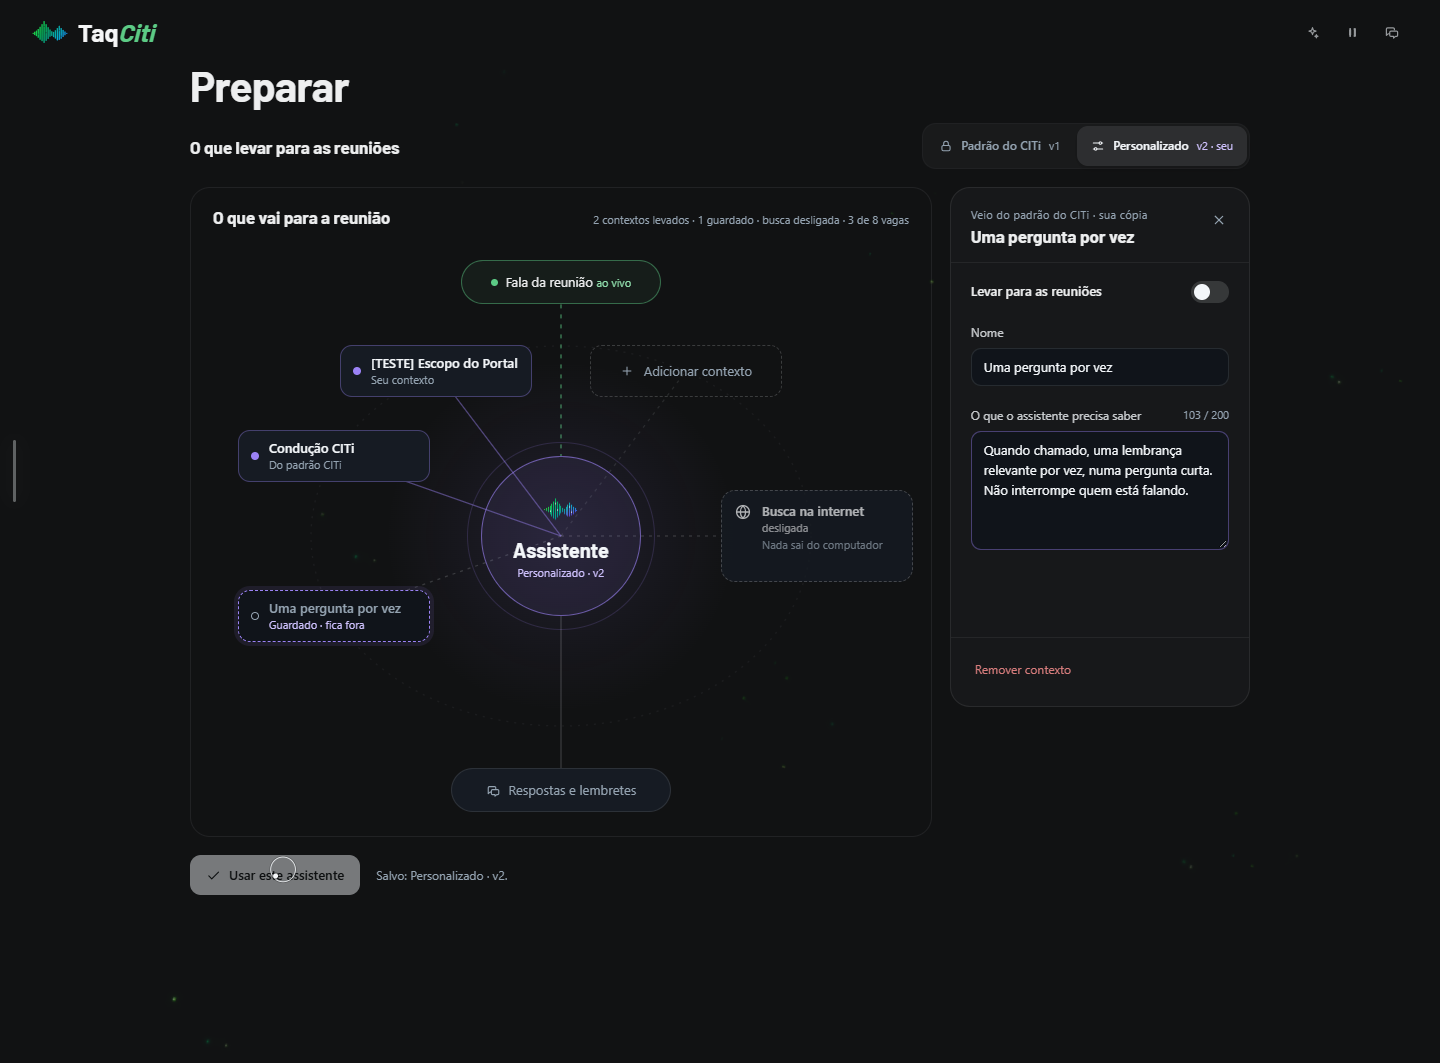 TaqCiti
Preparar
O que levar para as reuniões
Padrão do CITi v1
Personalizado v2 · seu
O que vai para a reunião
2 contextos levados · 1 guardado · busca desligada · 3 de 8 vagas
Fala da reunião ao vivo
[TESTE] Escopo do Portal
Seu contexto
Adicionar contexto
Condução CITi
Do padrão CITi
Busca na internet
desligada
Nada sai do computador
Assistente
Personalizado · v2
Uma pergunta por vez
Guardado · fica fora
Respostas e lembretes
Usar este assistente
Salvo: Personalizado · v2.
Veio do padrão do CITi · sua cópia
Uma pergunta por vez
Levar para as reuniões
Nome
Uma pergunta por vez
O que o assistente precisa saber
103 / 200
Quando chamado, uma lembrança
relevante por vez, numa pergunta curta.
Não interrompe quem está falando.
Remover contexto